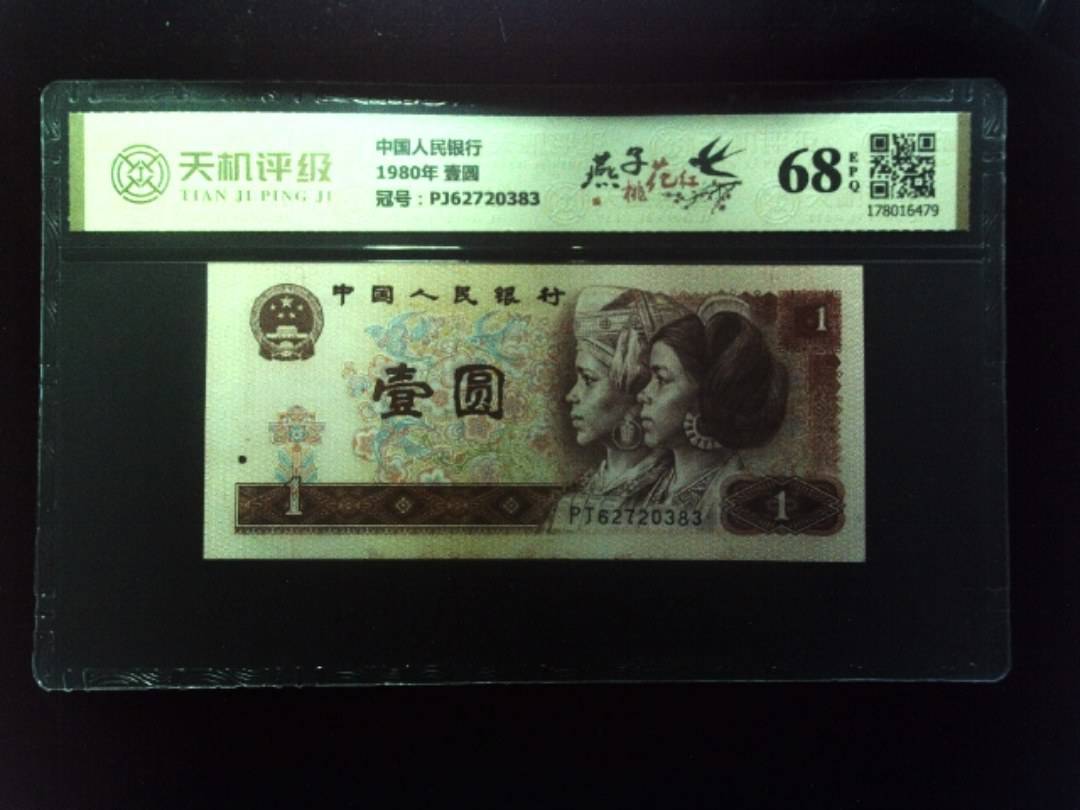 天机评级
TIAN JI PING JI
中国人民银行
1980年 壹圆
冠号：PJ62720383
燕子
桃花红
68
EPQ
178016479
中国人民银行
1
壹圆
1
PJ62720383
1